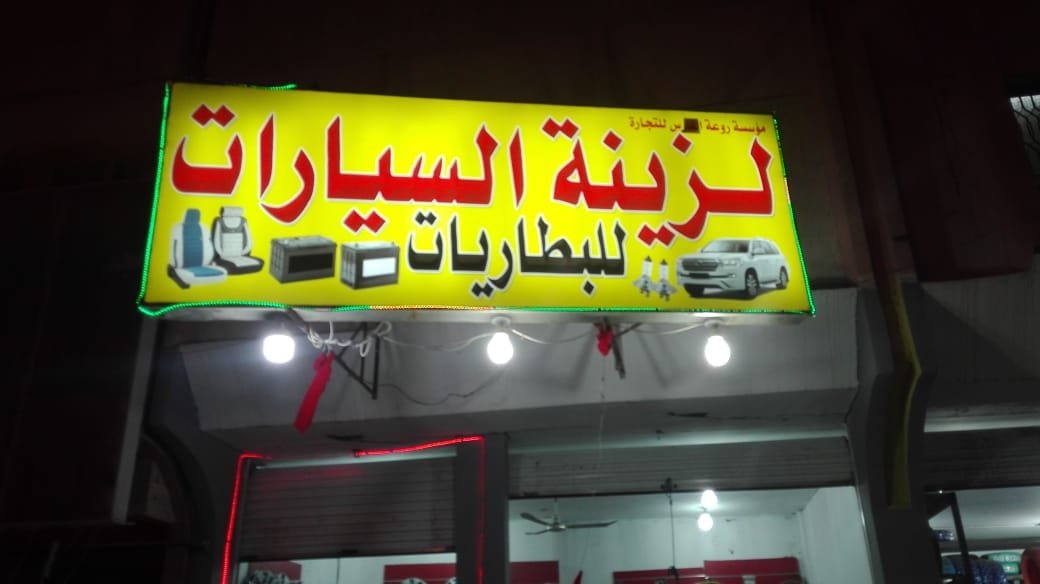 مؤسسة روعة للتجارة
لزينة السيارات
للبطاريات